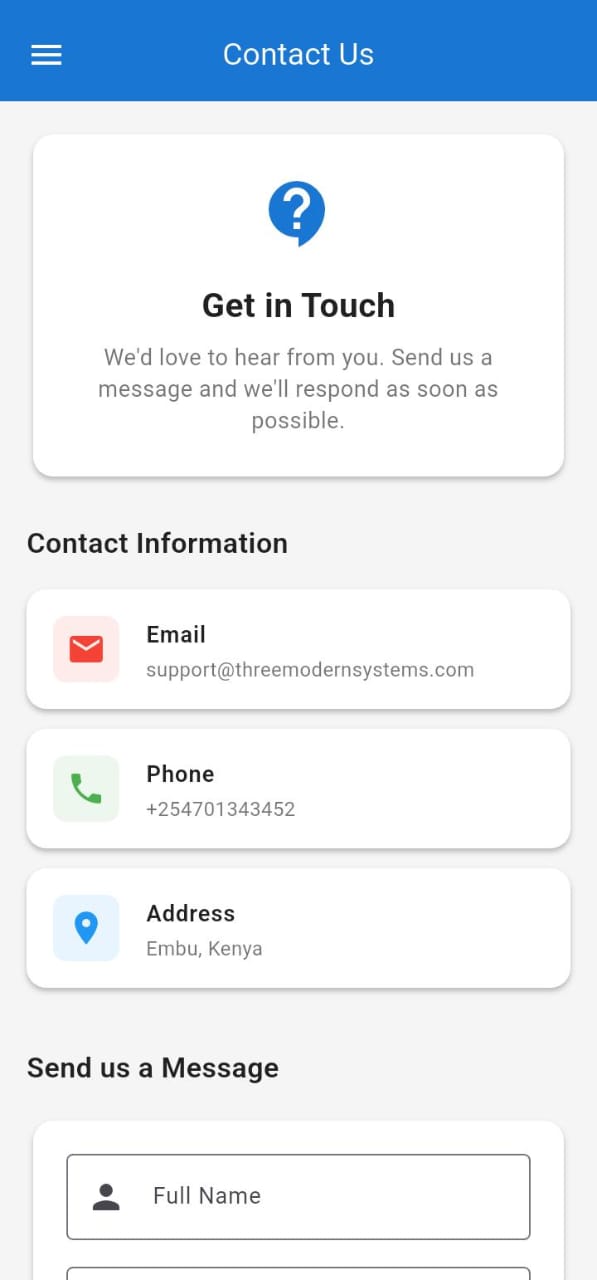 Contact Us
Get in Touch
We'd love to hear from you. Send us a
message and we'll respond as soon as
possible.
Contact Information
Email
support@threemodernsystems.com
Phone
+254701343452
Address
Embu, Kenya
Send us a Message
Full Name